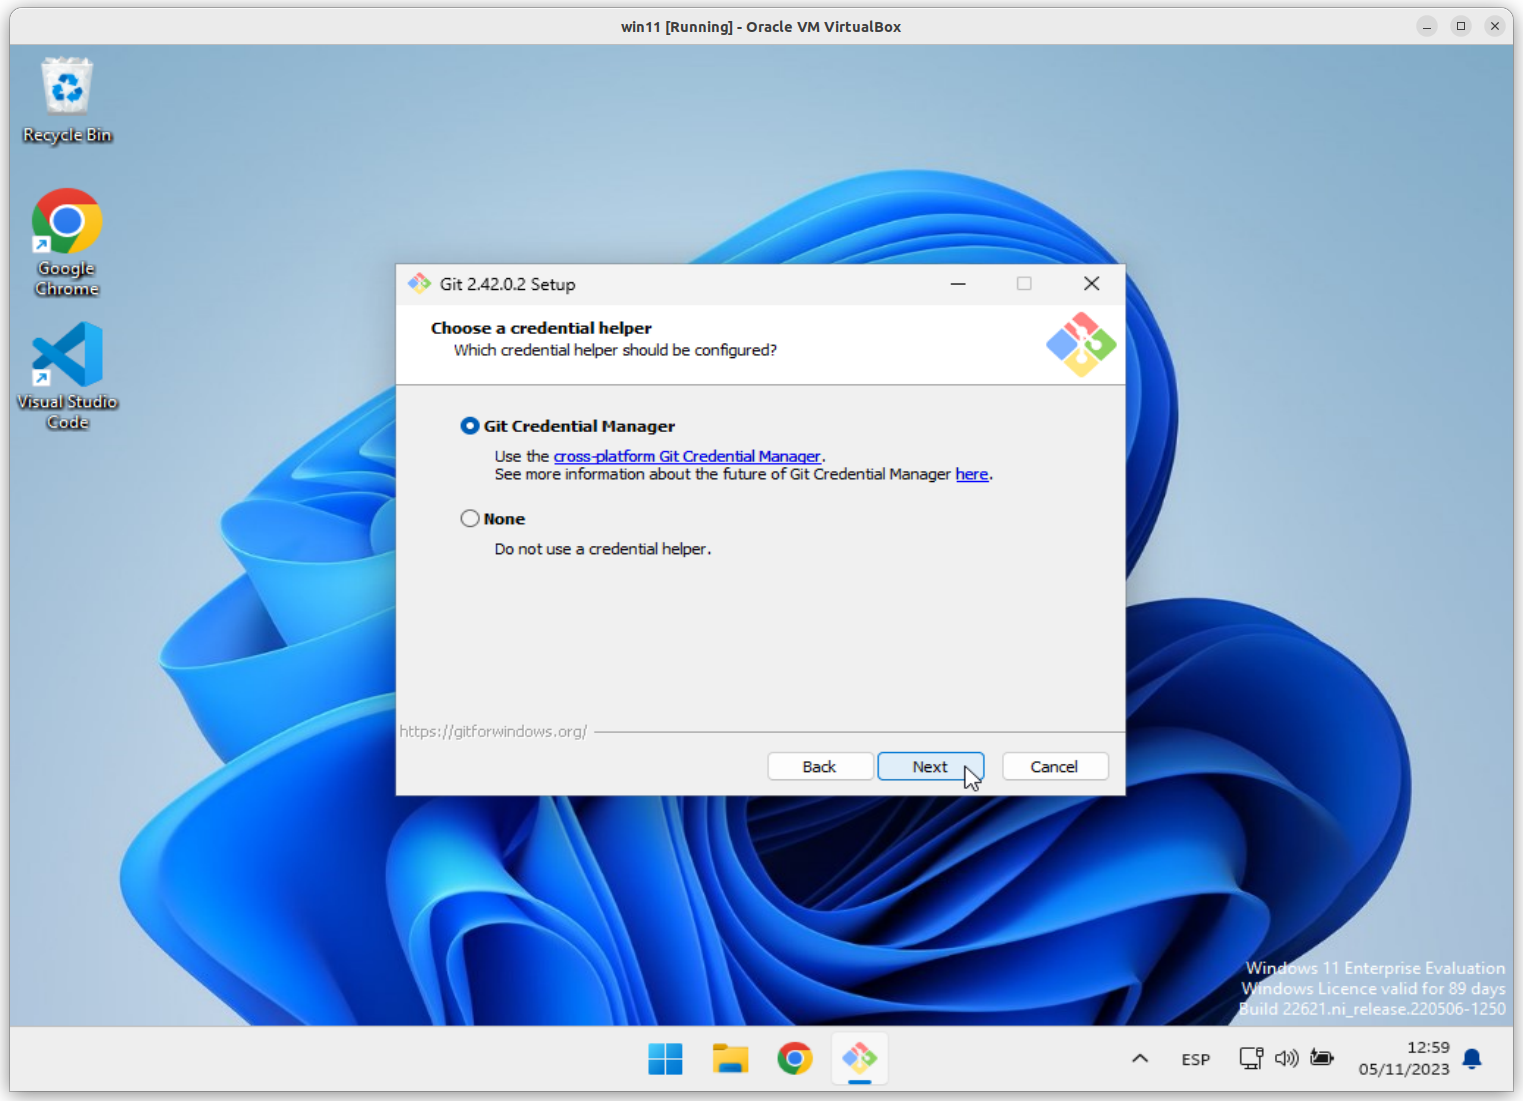 win11 [Running] - Oracle VM VirtualBox
Recycle Bin
Google
Chrome
Visual Studio
Code
Git 2.42.0.2 Setup
Choose a credential helper
Which credential helper should be configured?
Git Credential Manager
Use the cross-platform Git Credential Manager.
See more information about the future of Git Credential Manager here.
None
Do not use a credential helper.
https://gitforwindows.org/
Back
Next
Cancel
Windows 11 Enterprise Evaluation
Windows Licence valid for 89 days
Build 22621.ni_release.220506-1250
ESP
12:59
05/11/2023